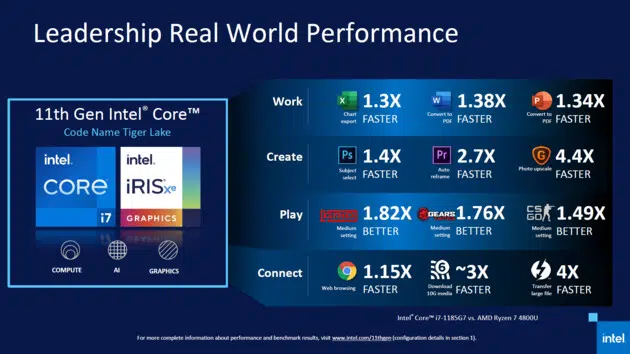 Leadership Real World Performance
11th Gen Intel® Core™
Code Name Tiger Lake
intel.
CORE
i7
intel.
iRIS Xe
GRAPHICS
COMPUTE
AI
GRAPHICS
Work
X
Chart export
1.3X
FASTER
W
Convert to PDF
1.38X
FASTER
P
Convert to PDF
1.34X
FASTER
Create
Ps
Subject select
1.4X
FASTER
Pr
Auto reframe
2.7X
FASTER
G
Photo upscale
4.4X
FASTER
Play
Medium setting
1.82X
BETTER
GEARS
Medium setting
1.76X
BETTER
CS
GO
Medium setting
1.49X
BETTER
Connect
Web browsing
1.15X
FASTER
Download 10G media
~3X
FASTER
Transfer large file
4X
FASTER
Intel® Core™ i7-1185G7 vs. AMD Ryzen 7 4800U
For more complete information about performance and benchmark results, visit www.intel.com/11thgen (configuration details in section 1).
intel.